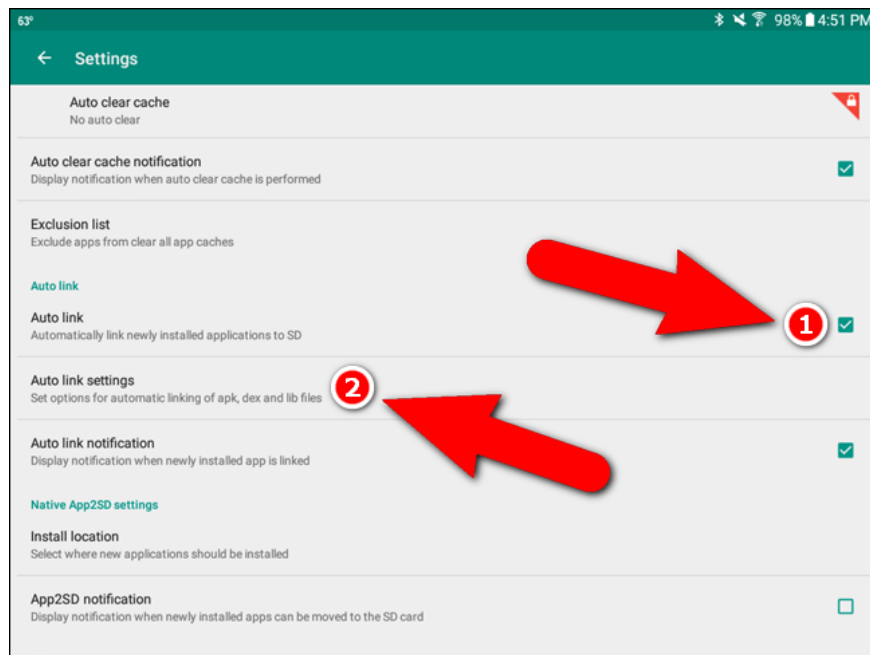 63° 98% 4:51 PM
Settings
Auto clear cache
No auto clear
Auto clear cache notification
Display notification when auto clear cache is performed
Exclusion list
Exclude apps from clear all app caches
Auto link
Auto link
Automatically link newly installed applications to SD
1
Auto link settings
Set options for automatic linking of apk, dex and lib files
2
Auto link notification
Display notification when newly installed app is linked
Native App2SD settings
Install location
Select where new applications should be installed
App2SD notification
Display notification when newly installed apps can be moved to the SD card